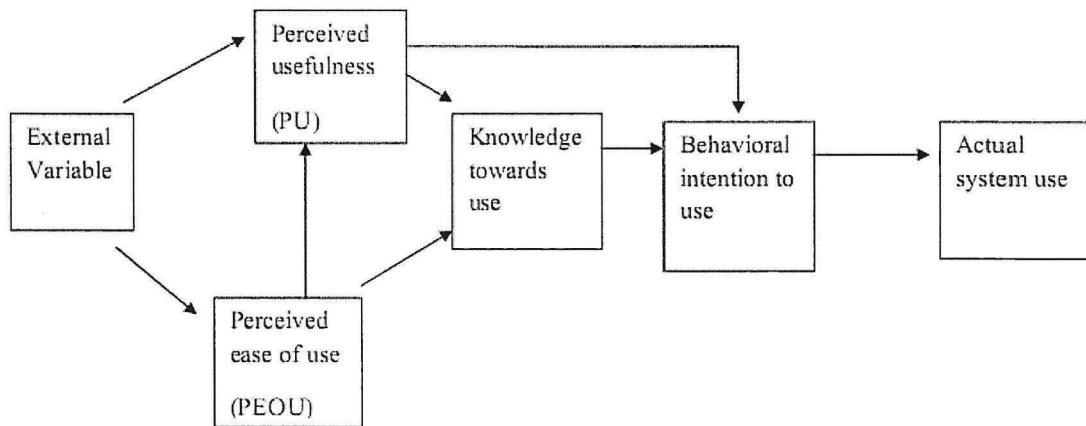 External
Variable
Perceived
usefulness
(PU)
Perceived
ease of use
(PEOU)
Knowledge
towards
use
Behavioral
intention to
use
Actual
system use